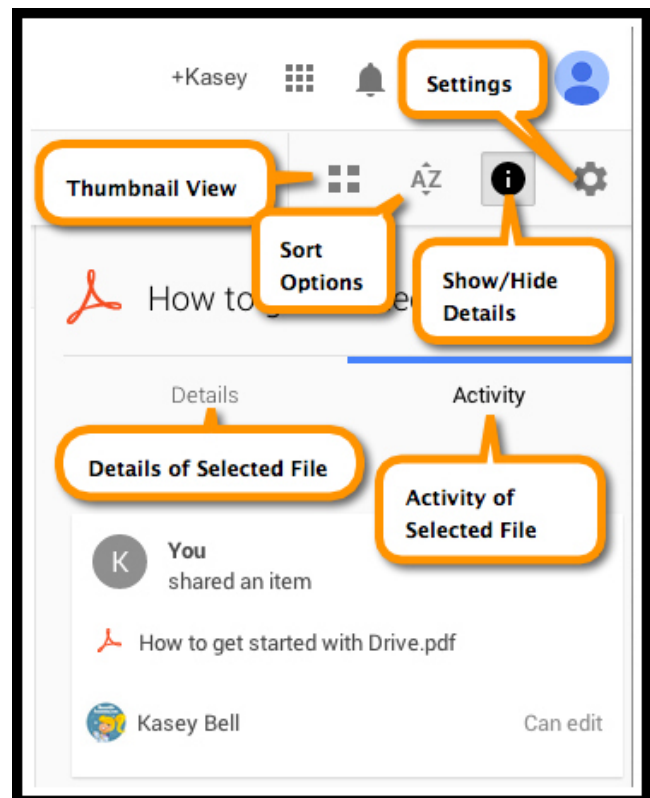 +Kasey
Settings
Thumbnail View
AZ
Sort
Options
Show/Hide
Details
How to g
Details
Activity
Details of Selected File
Activity of
Selected File
K
You
shared an item
How to get started with Drive.pdf
Kasey Bell
Can edit